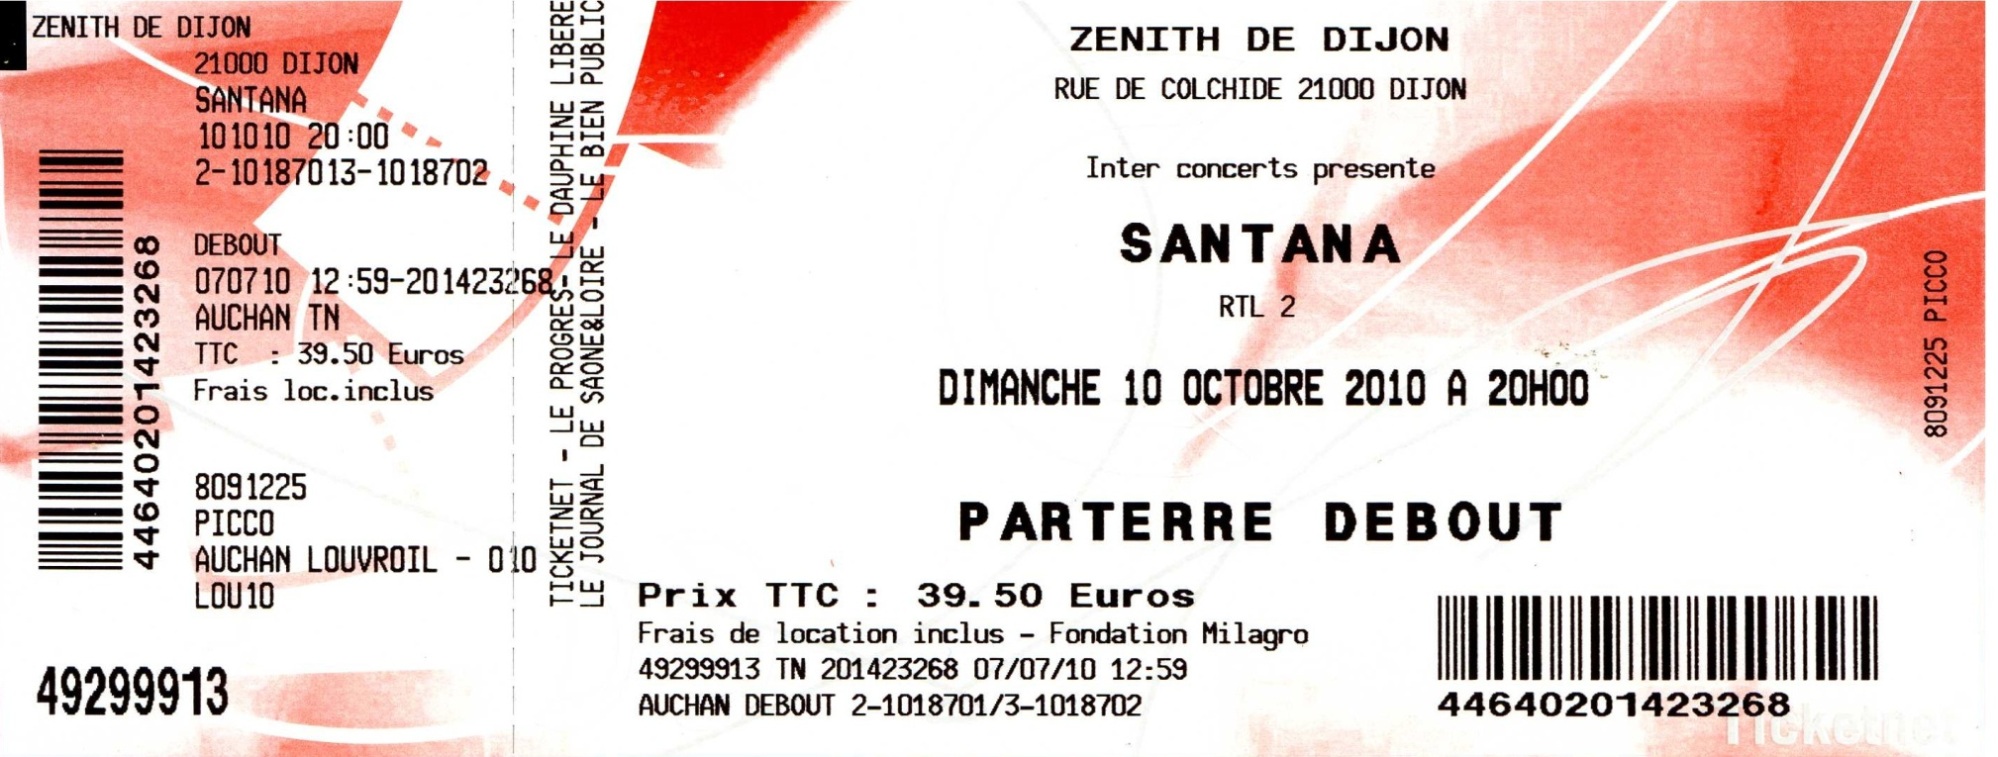 ZENITH DE DIJON
21000 DIJON
SANTANA
101010 20:00
2-10187013-1018702
DEBOUT
070710 12:59-201423268
AUCHAN TN
TTC : 39.50 Euros
Frais loc.inclus
8091225
PICCO
AUCHAN LOUVROIL - 010
LOU10
44640201423268
49299913
TICKETNET - LE PROGRES- LE DAUPHINE LIBERE
LE JOURNAL DE SAONE&LOIRE - LE BIEN PUBLIC
ZENITH DE DIJON
RUE DE COLCHIDE 21000 DIJON
Inter concerts presente
SANTANA
RTL 2
DIMANCHE 10 OCTOBRE 2010 A 20H00
PARTERRE DEBOUT
Prix TTC : 39.50 Euros
Frais de location inclus - Fondation Milagro
49299913 TN 201423268 07/07/10 12:59
AUCHAN DEBOUT 2-1018701/3-1018702
44640201423268
Ticketnet
8091225 PICCO